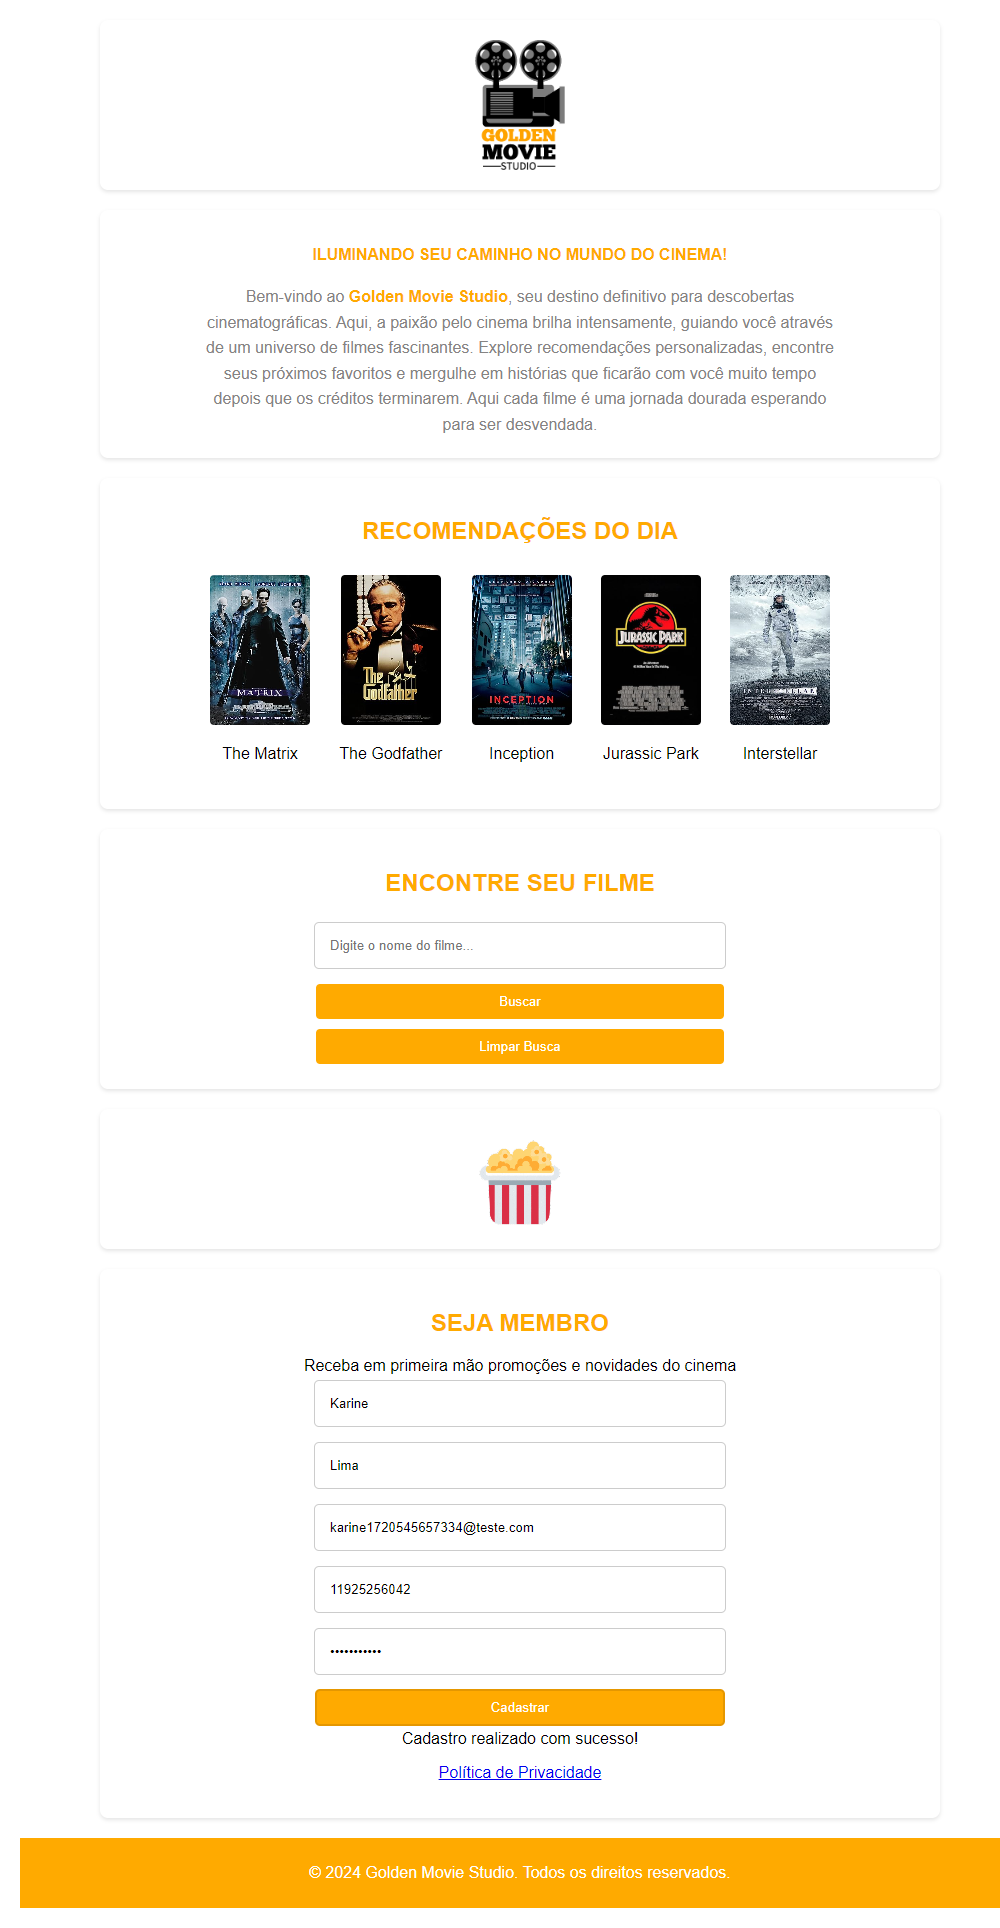 GOLDEN
MOVIE
STUDIO
ILUMINANDO SEU CAMINHO NO MUNDO DO CINEMA!
Bem-vindo ao Golden Movie Studio, seu destino definitivo para descobertas
cinematográficas. Aqui, a paixão pelo cinema brilha intensamente, guiando você através
de um universo de filmes fascinantes. Explore recomendações personalizadas, encontre
seus próximos favoritos e mergulhe em histórias que ficarão com você muito tempo
depois que os créditos terminarem. Aqui cada filme é uma jornada dourada esperando
para ser desvendada.
RECOMENDAÇÕES DO DIA
MATRIX
The
Godfather
INCEPTION
JURASSIC PARK
INTERSTELLAR
The Matrix
The Godfather
Inception
Jurassic Park
Interstellar
ENCONTRE SEU FILME
Digite o nome do filme...
Buscar
Limpar Busca
SEJA MEMBRO
Receba em primeira mão promoções e novidades do cinema
Karine
Lima
karine1720545657334@teste.com
11925256042
•••••••••••
Cadastrar
Cadastro realizado com sucesso!
Política de Privacidade
© 2024 Golden Movie Studio. Todos os direitos reservados.